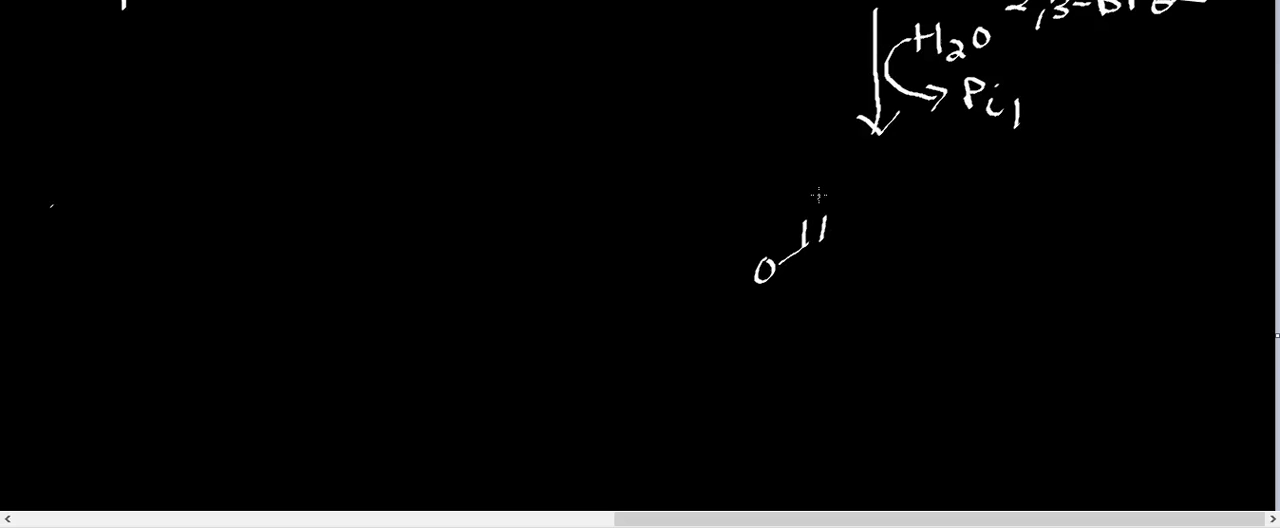 2,3-BPG
H₂O
Pi,
O